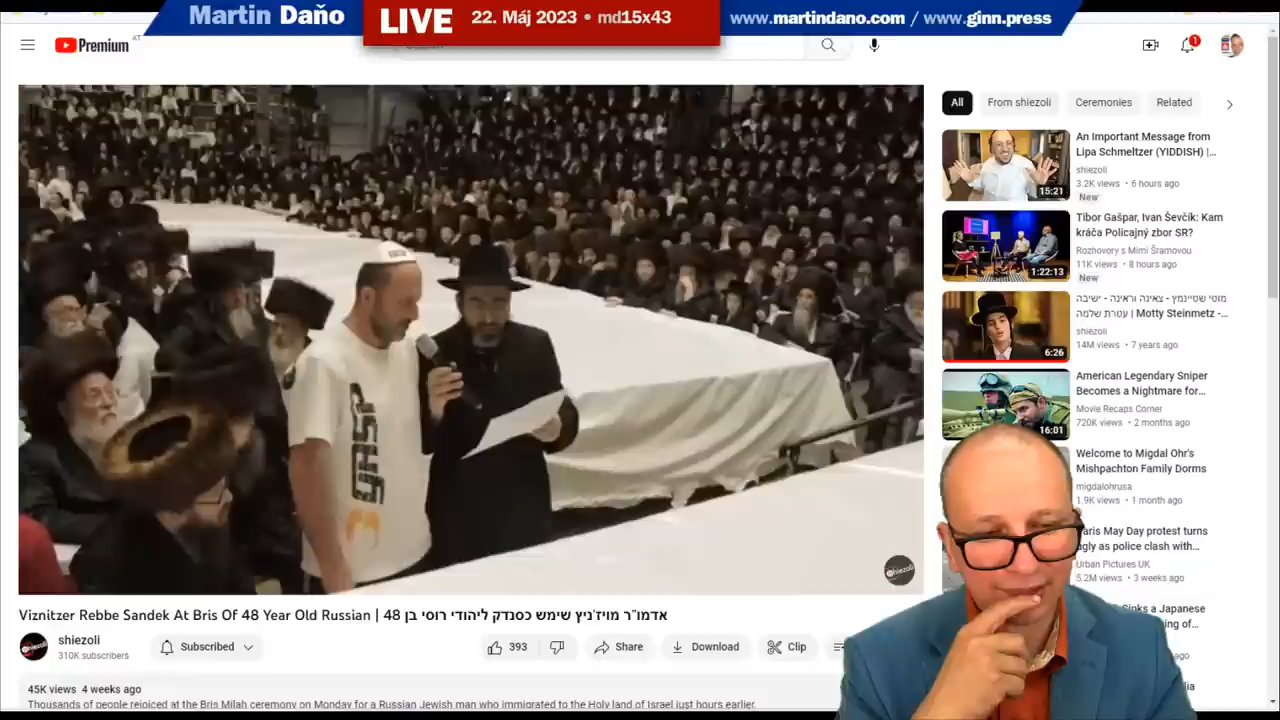 Martin Daňo
LIVE
22. Máj 2023 • md15x43
www.martindano.com / www.ginn.press
Premium
AT
1
All
From shiezoli
Ceremonies
Related
An Important Message from
Lipa Schmeltzer (YIDDISH) |...
shiezoli
3.2K views • 6 hours ago
New
15:21
Tibor Gašpar, Ivan Ševčík: Kam
kráča Policajný zbor SR?
Rozhovory s Mimi Šramovou
11K views • 8 hours ago
New
1:22:13
מוטי שטיינמץ - צאינה וראינה - ישיבה
עטרת שלמה | Motty Steinmetz -...
shiezoli
14M views • 7 years ago
6:26
American Legendary Sniper
Becomes a Nightmare for...
Movie Recaps Corner
720K views • 2 months ago
16:01
Welcome to Migdal Ohr's
Mishpachton Family Dorms
migdalohrusa
1.9K views • 1 month ago
Paris May Day protest turns
ugly as police clash with...
Urban Pictures UK
5.2M views • 3 weeks ago
Sinks a Japanese
ng of...
ago
shiezoli
Viznitzer Rebbe Sandek At Bris Of 48 Year Old Russian | אדמו"ר מויז'ניץ שימש כסנדק ליהודי רוסי בן 48
shiezoli
310K subscribers
Subscribed
393
Share
Download
Clip
45K views 4 weeks ago
Thousands of people rejoiced at the Bris Milah ceremony on Monday for a Russian Jewish man who immigrated to the Holy land of Israel just hours earlier.